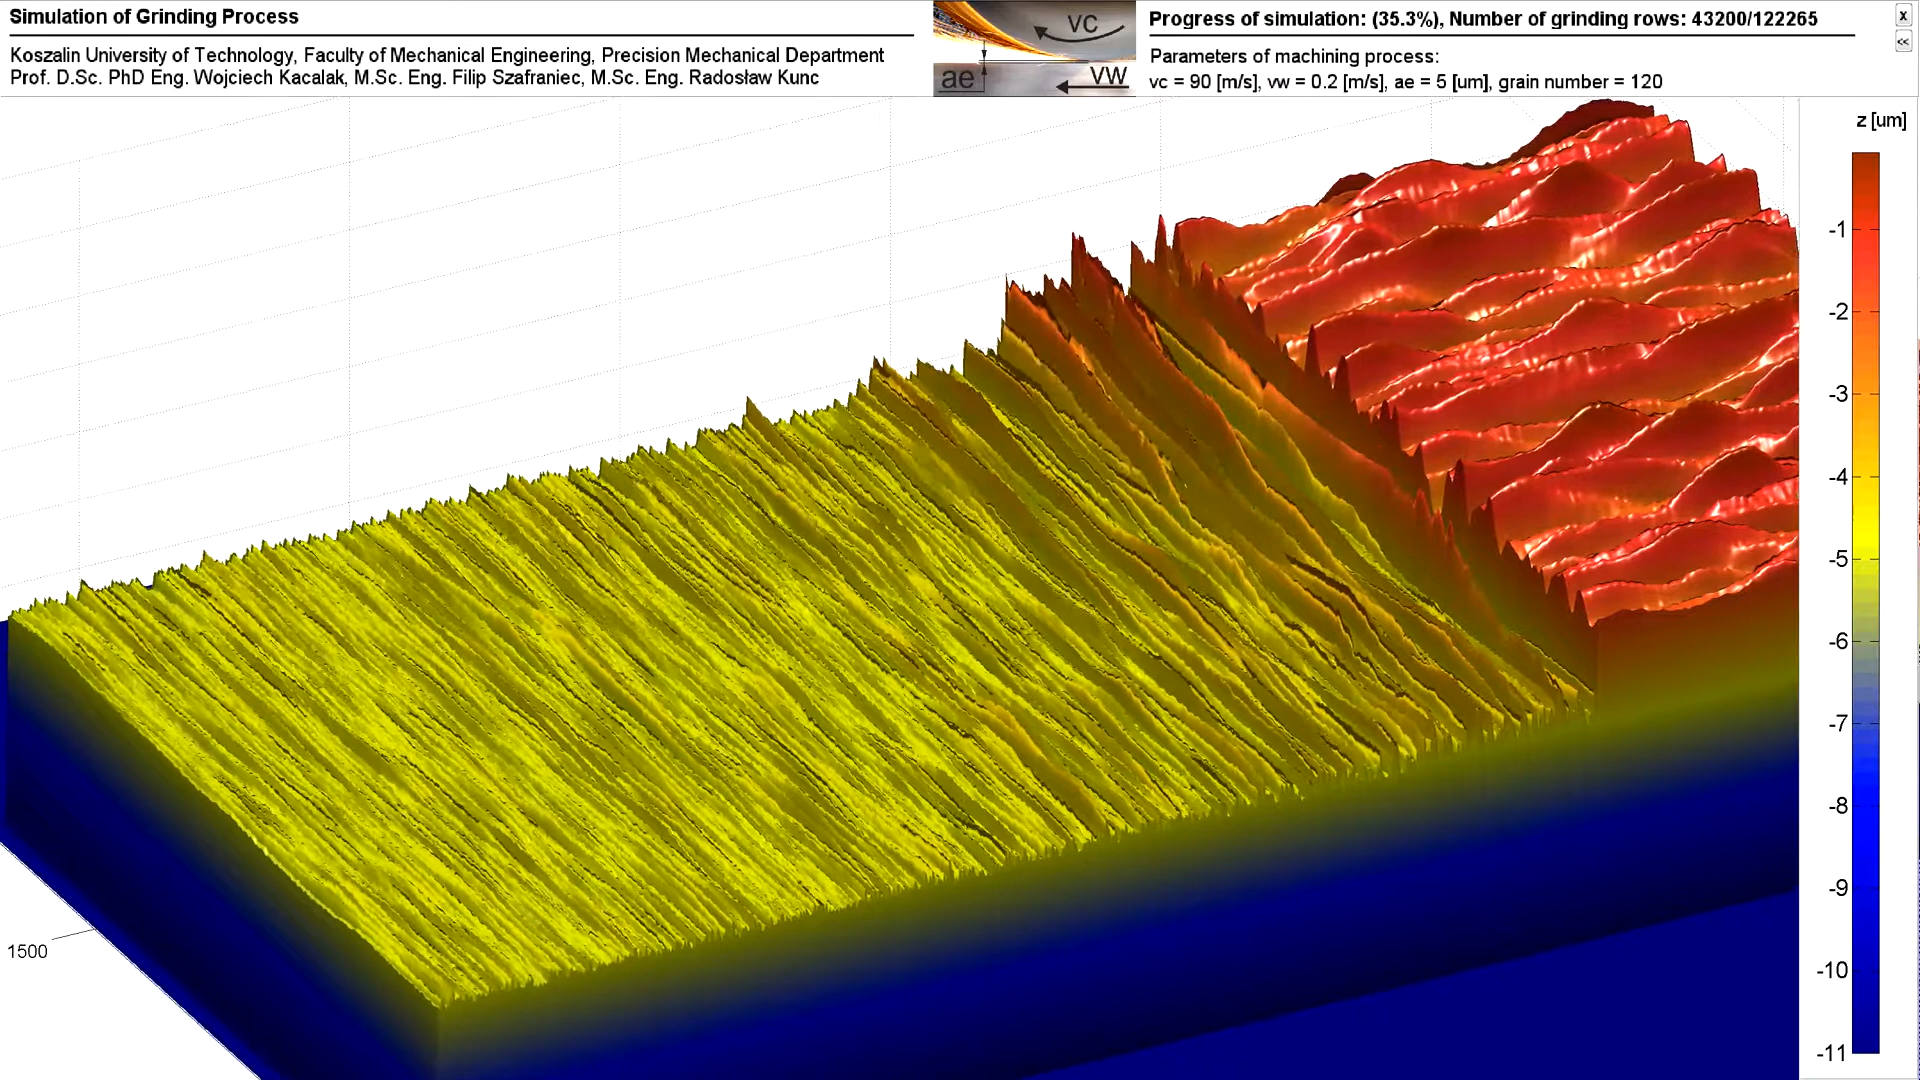 Simulation of Grinding Process
Koszalin University of Technology, Faculty of Mechanical Engineering, Precision Mechanical Department
Prof. D.Sc. PhD Eng. Wojciech Kacalak, M.Sc. Eng. Filip Szafraniec, M.Sc. Eng. Radosław Kunc
vc
ae
vw
Progress of simulation: (35.3%), Number of grinding rows: 43200/122265
Parameters of machining process:
vc = 90 [m/s], vw = 0.2 [m/s], ae = 5 [um], grain number = 120
x
<<
z [um]
-1
-2
-3
-4
-5
-6
-7
-8
-9
-10
-11
1500